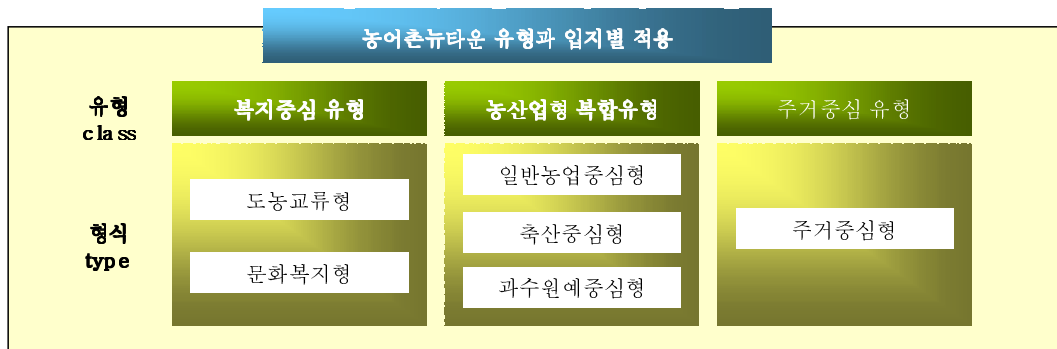 농어촌뉴타운 유형과 입지별 적용
유형
class
복지중심 유형
농산업형 복합유형
주거중심 유형
형식
type
도농교류형
문화복지형
일반농업중심형
축산중심형
과수원예중심형
주거중심형